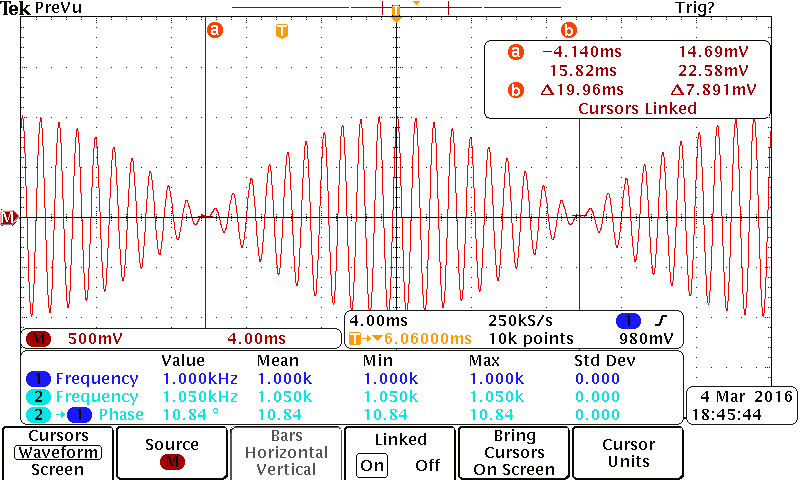 Tek PreVu Trig?
T
a T b
a −4.140ms 14.69mV
15.82ms 22.58mV
b Δ19.96ms Δ7.891mV
Cursors Linked
M
M 500mV 4.00ms
4.00ms 250kS/s 1
T→▼6.06000ms 10k points 980mV
Value Mean Min Max Std Dev
1 Frequency 1.000kHz 1.000k 1.000k 1.000k 0.000
2 Frequency 1.050kHz 1.050k 1.050k 1.050k 0.000
2 → 1 Phase 10.84 ° 10.84 10.84 10.84 0.000
4 Mar 2016
18:45:44
Cursors
Waveform
Screen
Source
M
Bars
Horizontal
Vertical
Linked
On Off
Bring
Cursors
On Screen
Cursor
Units